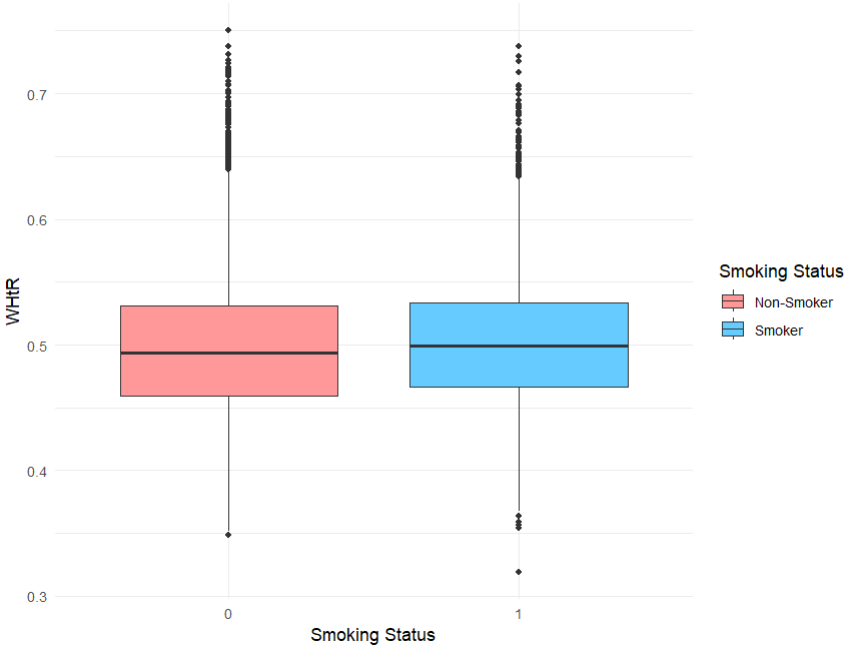 0.7
0.6
0.5
0.4
0.3
WHtR
0
1
Smoking Status
Smoking Status
Non-Smoker
Smoker